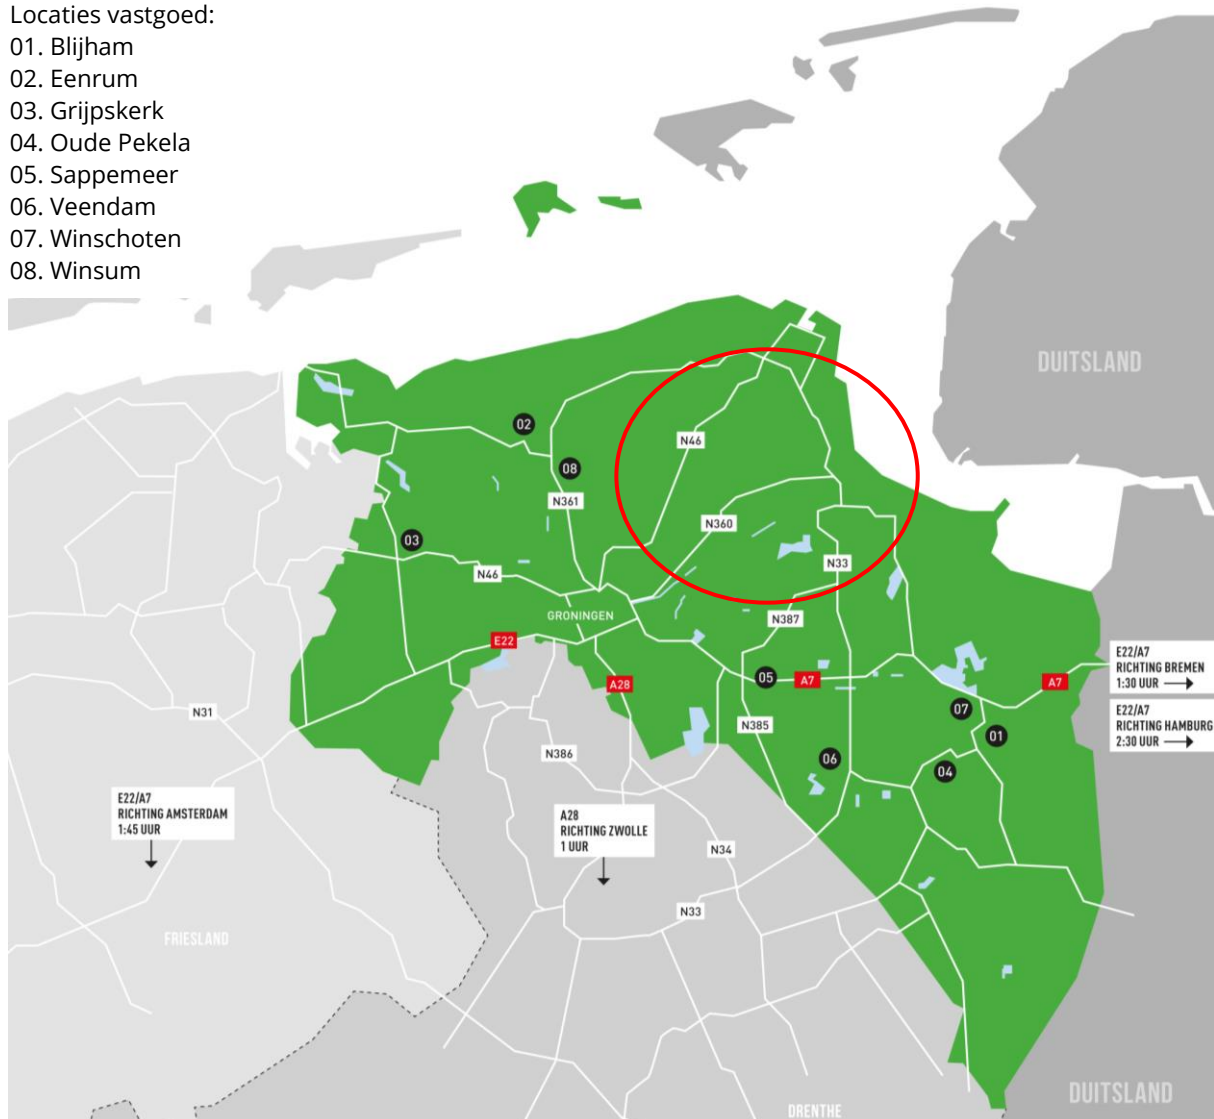 Locaties vastgoed:
01. Blijham
02. Eenrum
03. Grijpskerk
04. Oude Pekela
05. Sappemeer
06. Veendam
07. Winschoten
08. Winsum
DUITSLAND
02
N46
08
N361
N360
03
N33
N46
GRONINGEN
N387
E22
E22/A7
RICHTING BREMEN
1:30 UUR
05
A7
A7
A28
07
N31
E22/A7
RICHTING HAMBURG
2:30 UUR
N385
01
N386
06
04
E22/A7
RICHTING AMSTERDAM
1:45 UUR
A28
RICHTING ZWOLLE
1 UUR
N34
N33
FRIESLAND
DUITSLAND
DRENTHE